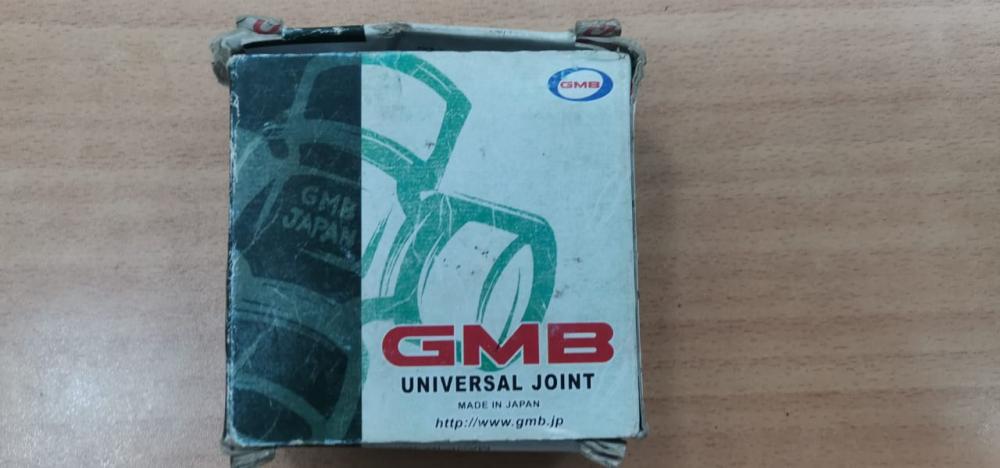 GMB
GMB
JAPAN
GMB
UNIVERSAL JOINT
MADE IN JAPAN
http://www.gmb.jp